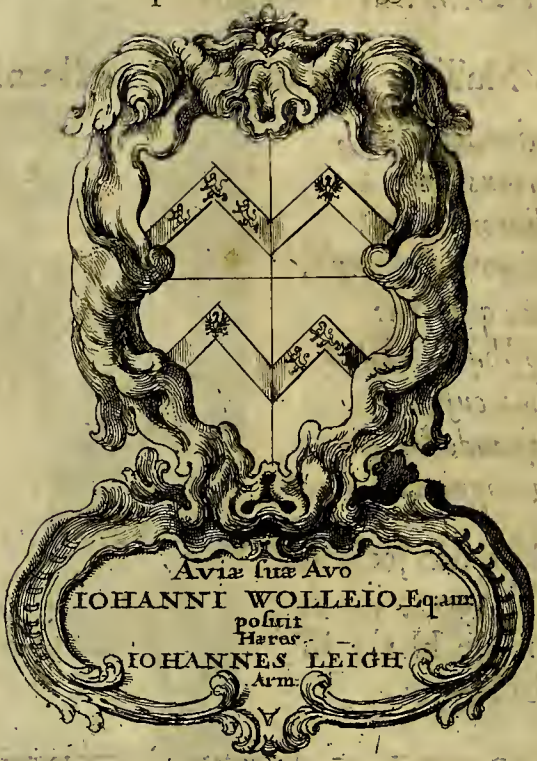 Aviæ suæ Avo
IOHANNI WOLLEIO, Eq: aur
posuit
Hæres
IOHANNES LEIGH
Arm: